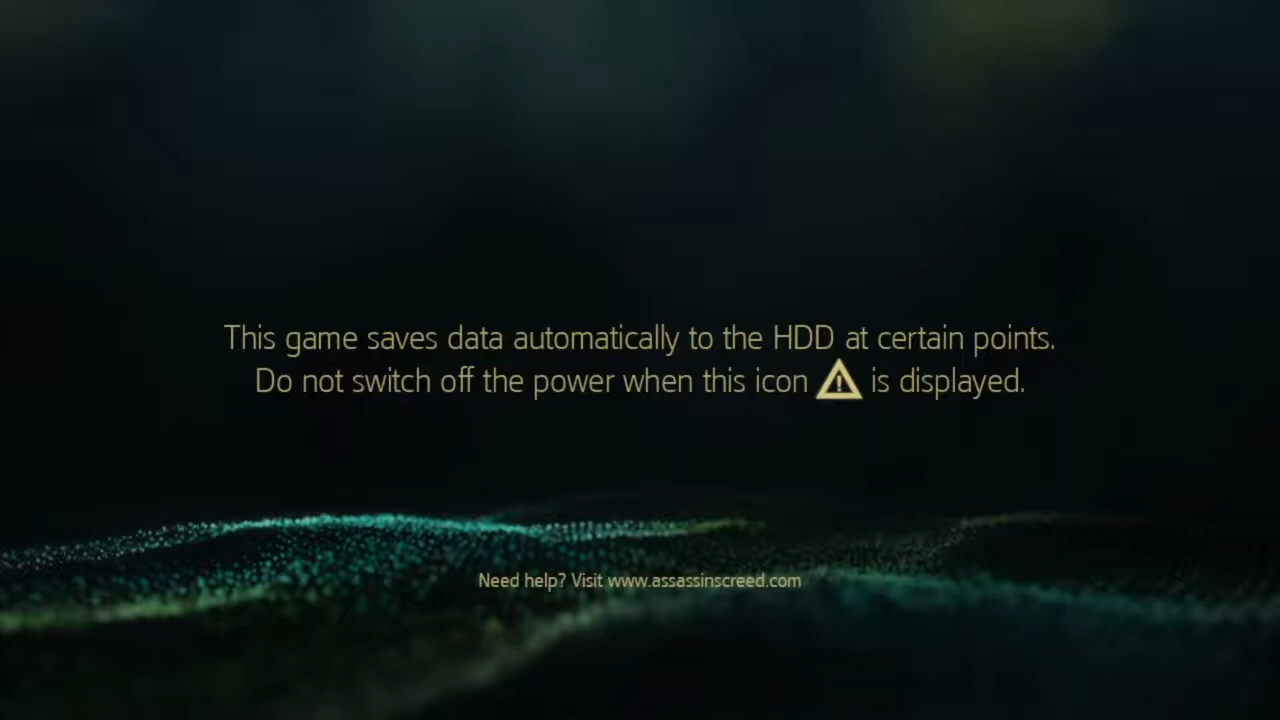 This game saves data automatically to the HDD at certain points.
Do not switch off the power when this icon ⚠ is displayed.
Need help? Visit www.assassinscreed.com